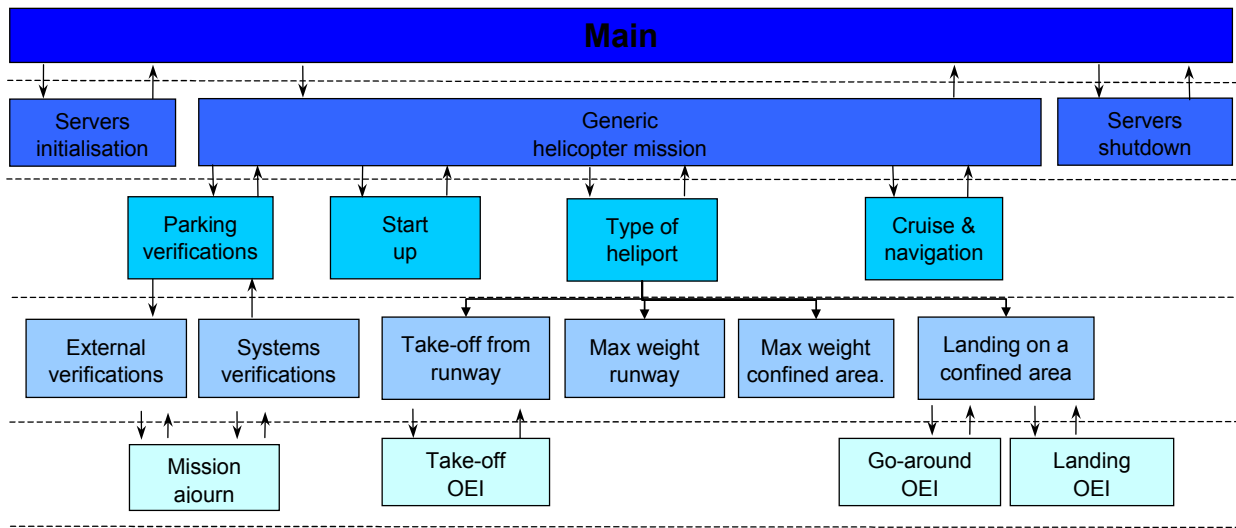 Main
Servers
initialisation
Generic
helicopter mission
Servers
shutdown
Parking
verifications
Start
up
Type of
heliport
Cruise &
navigation
External
verifications
Systems
verifications
Take-off from
runway
Max weight
runway
Max weight
confined area.
Landing on a
confined area
Mission
ajourn
Take-off
OEI
Go-around
OEI
Landing
OEI